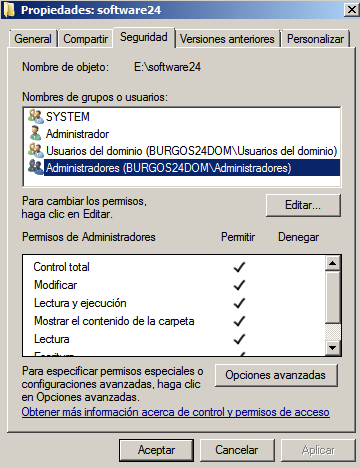 Propiedades: software24
General
Compartir
Seguridad
Versiones anteriores
Personalizar
Nombre de objeto: E:\software24
Nombres de grupos o usuarios:
SYSTEM
Administrador
Usuarios del dominio (BURGOS24DOM\Usuarios del dominio)
Administradores (BURGOS24DOM\Administradores)
Para cambiar los permisos,
haga clic en Editar.
Editar...
Permisos de Administradores Permitir Denegar
Control total
Modificar
Lectura y ejecución
Mostrar el contenido de la carpeta
Lectura
Escritura
Para especificar permisos especiales o
configuraciones avanzadas, haga clic
en Opciones avanzadas.
Opciones avanzadas
Obtener más información acerca de control y permisos de acceso
Aceptar
Cancelar
Aplicar